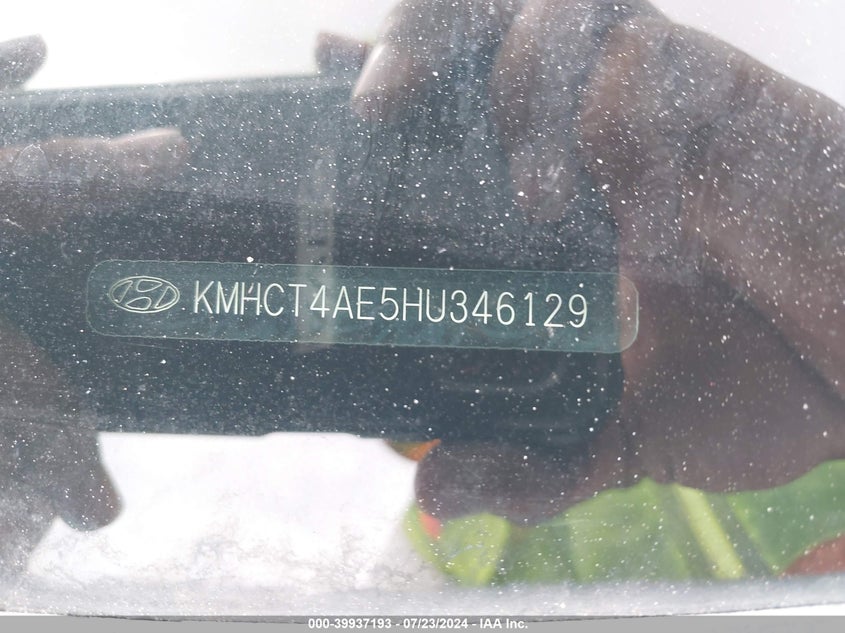 KMHCT4AE5HU346129
000-39937193 - 07/23/2024 - IAA Inc.